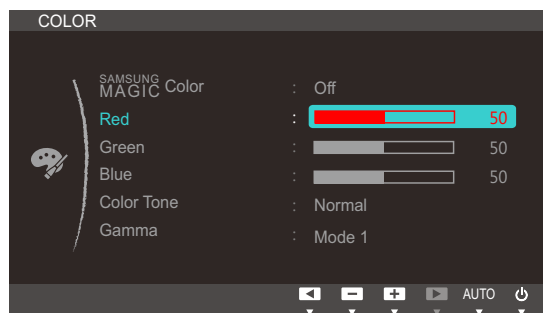 COLOR
SAMSUNG MAGIC Color : Off
Red : 50
Green : 50
Blue : 50
Color Tone : Normal
Gamma : Mode 1
AUTO